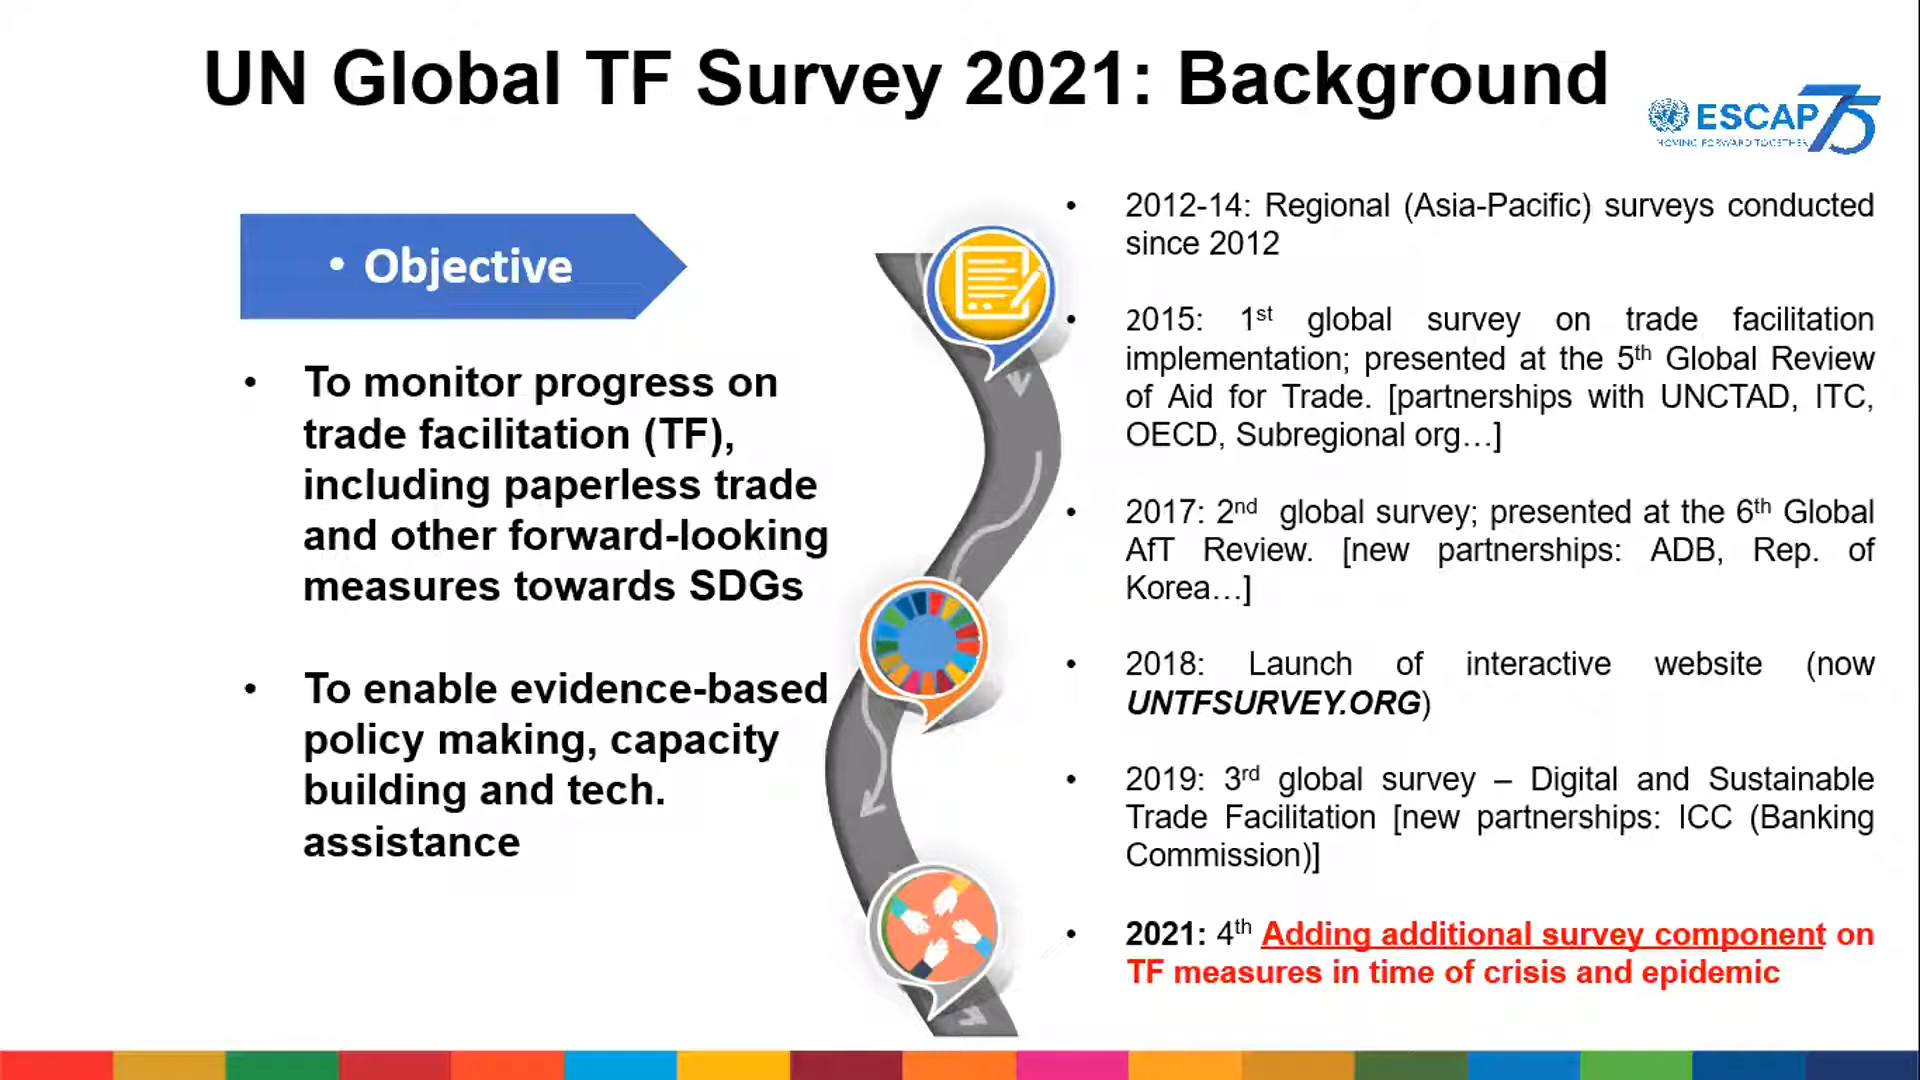 UN Global TF Survey 2021: Background
ESCAP 75
MOVING FORWARD TOGETHER
• Objective
• To monitor progress on
trade facilitation (TF),
including paperless trade
and other forward-looking
measures towards SDGs
• To enable evidence-based
policy making, capacity
building and tech.
assistance
• 2012-14: Regional (Asia-Pacific) surveys conducted
since 2012
• 2015: 1st global survey on trade facilitation
implementation; presented at the 5th Global Review
of Aid for Trade. [partnerships with UNCTAD, ITC,
OECD, Subregional org…]
• 2017: 2nd global survey; presented at the 6th Global
AfT Review. [new partnerships: ADB, Rep. of
Korea…]
• 2018: Launch of interactive website (now
UNTFSURVEY.ORG)
• 2019: 3rd global survey – Digital and Sustainable
Trade Facilitation [new partnerships: ICC (Banking
Commission)]
• 2021: 4th Adding additional survey component on
TF measures in time of crisis and epidemic